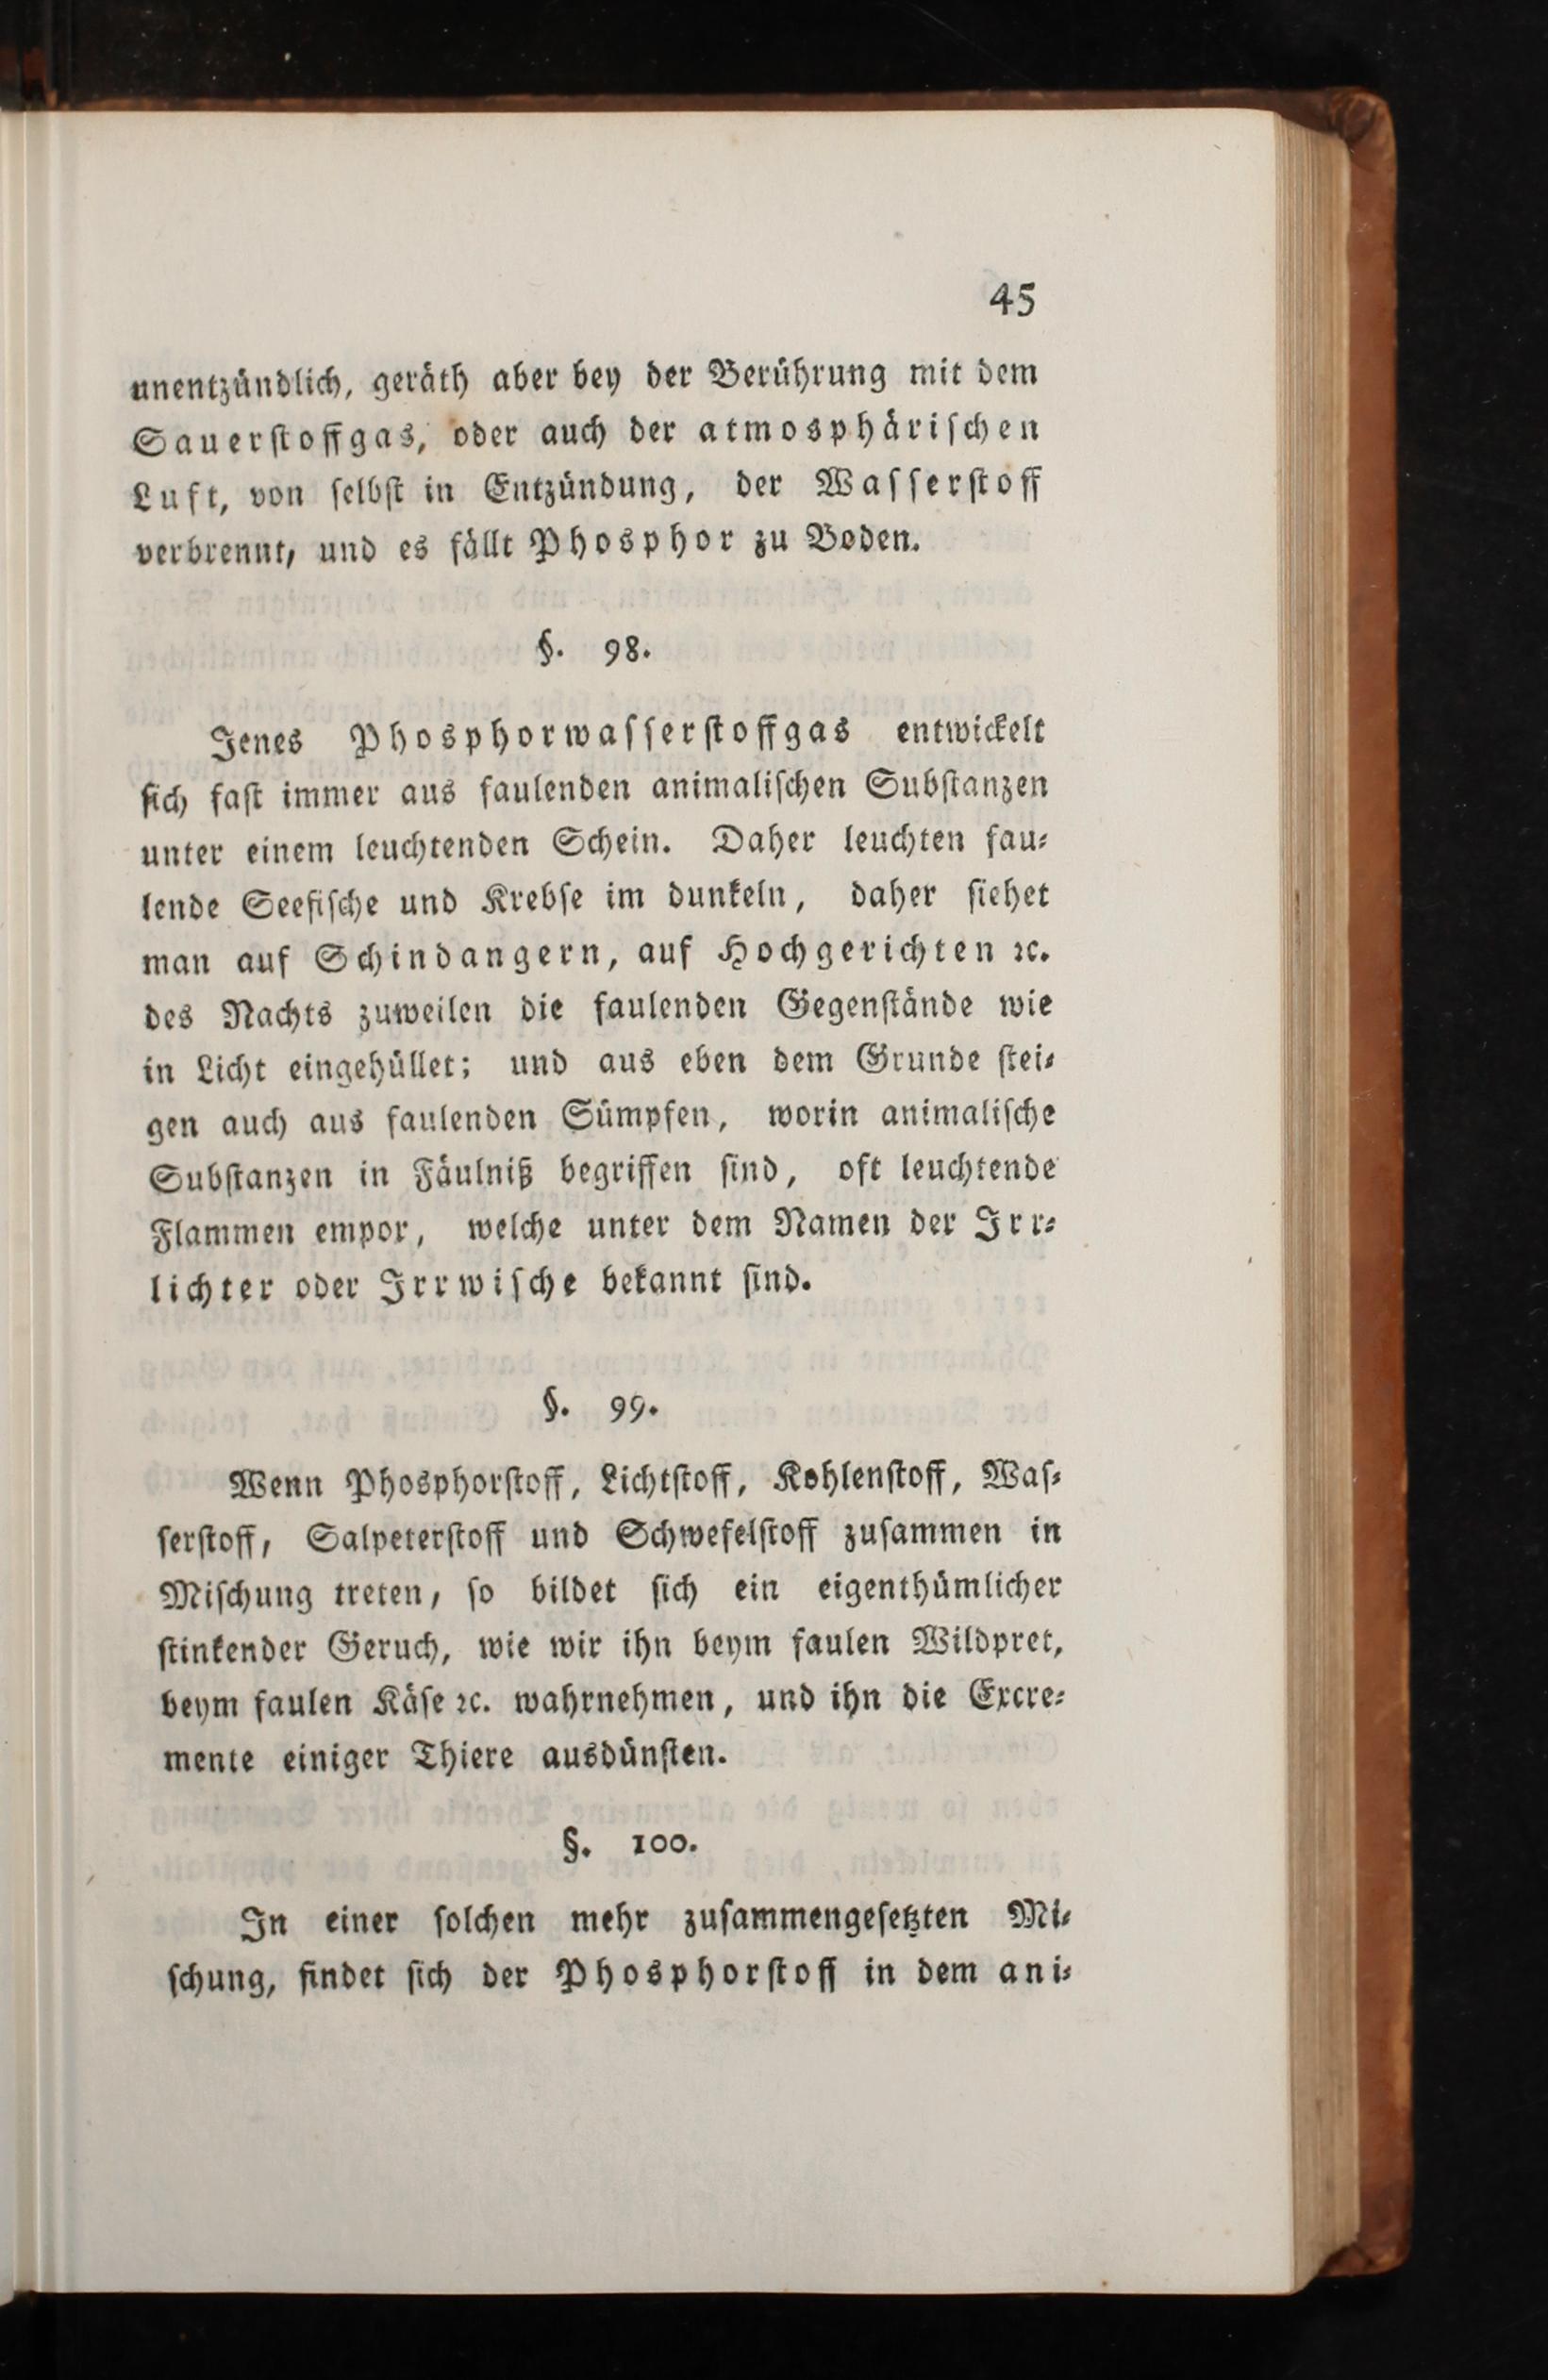 45
unentzündlich, geräth aber bey der Berührung mit dem
Sauerſtoffgas, oder auch der atmosphäriſchen
Luft, von ſelbſt in Entzündung, der Waſſerſtoff
verbrennt, und es fällt Phosphor zu Boden.
§. 98.
Jenes Phosphorwaſſerſtoffgas entwickelt
ſich faſt immer aus faulenden animaliſchen Subſtanzen
unter einem leuchtenden Schein. Daher leuchten fau⸗
lende Seefiſche und Krebſe im dunkeln, daher ſiehet
man auf Schindangern, auf Hochgerichten ꝛc.
des Nachts zuweilen die faulenden Gegenſtände wie
in Licht eingehüllet; und aus eben dem Grunde ſtei⸗
gen auch aus faulenden Sümpfen, worin animaliſche
Subſtanzen in Fäulniß begriffen ſind, oft leuchtende
Flammen empor, welche unter dem Namen der Irr⸗
lichter oder Irrwiſche bekannt ſind.
§. 99.
Wenn Phosphorſtoff, Lichtſtoff, Kohlenſtoff, Waſ⸗
ſerſtoff, Salpeterſtoff und Schwefelſtoff zuſammen in
Miſchung treten, ſo bildet ſich ein eigenthümlicher
ſtinkender Geruch, wie wir ihn beym faulen Wildpret,
beym faulen Käſe ꝛc. wahrnehmen, und ihn die Excre⸗
mente einiger Thiere ausdünſten.
§. 100.
In einer ſolchen mehr zuſammengeſetzten Mi⸗
ſchung, findet ſich der Phosphorſtoff in dem ani⸗